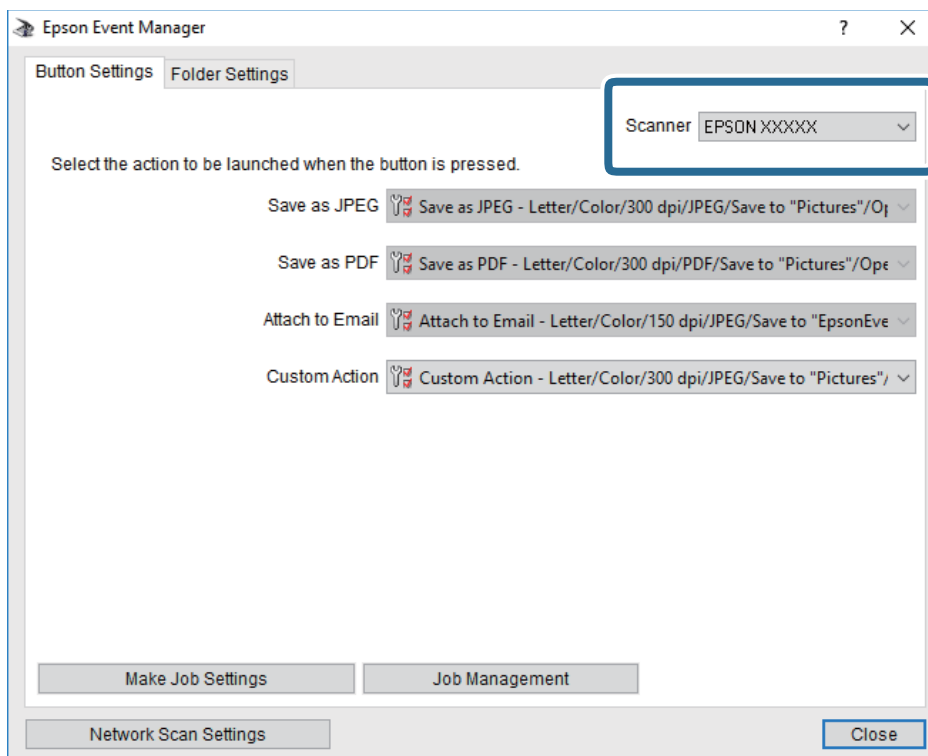 Epson Event Manager
Button Settings Folder Settings
Scanner EPSON XXXXX
Select the action to be launched when the button is pressed.
Save as JPEG Save as JPEG - Letter/Color/300 dpi/JPEG/Save to "Pictures"/Op
Save as PDF Save as PDF - Letter/Color/300 dpi/PDF/Save to "Pictures"/Ope
Attach to Email Attach to Email - Letter/Color/150 dpi/JPEG/Save to "EpsonEve
Custom Action Custom Action - Letter/Color/300 dpi/JPEG/Save to "Pictures"/
Make Job Settings Job Management
Network Scan Settings Close